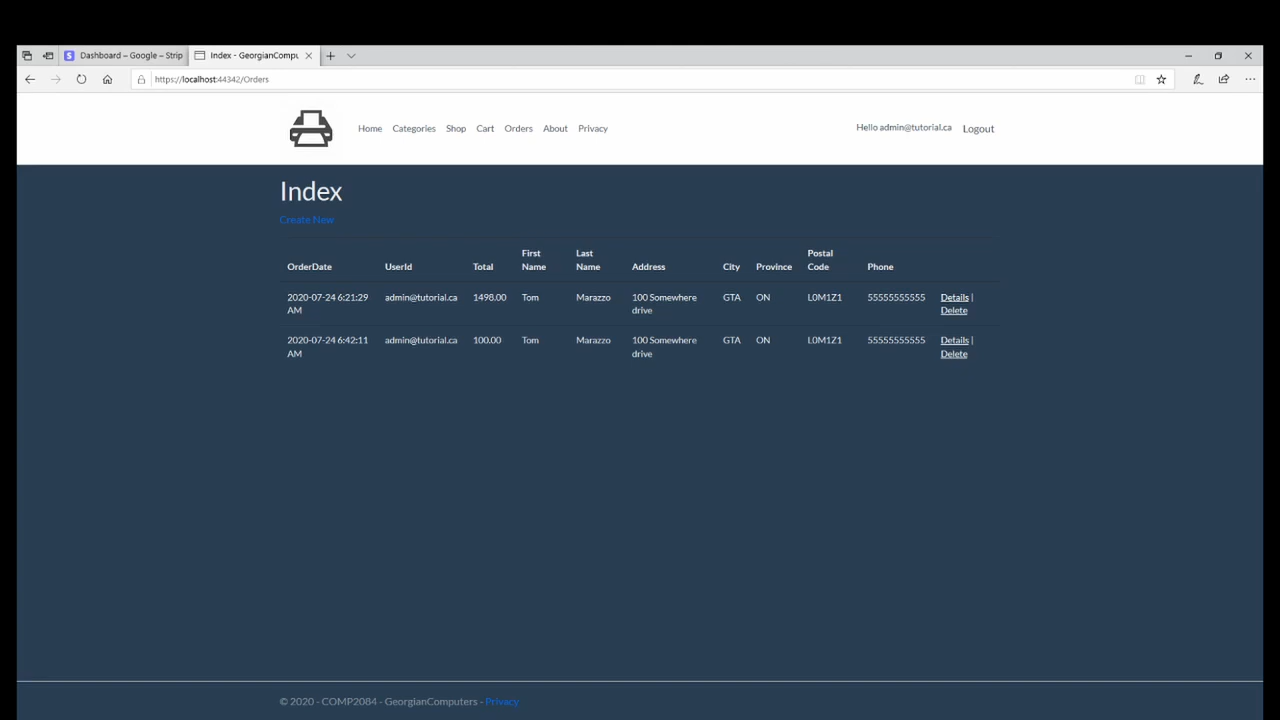 Dashboard – Google – Strip
Index - GeorgianCompu
https://localhost:44342/Orders
Home Categories Shop Cart Orders About Privacy
Hello admin@tutorial.ca Logout
Index
Create New
OrderDate UserId Total First Name Last Name Address City Province Postal Code Phone
2020-07-24 6:21:29 AM admin@tutorial.ca 1498.00 Tom Marazzo 100 Somewhere drive GTA ON L0M1Z1 55555555555 Details | Delete
2020-07-24 6:42:11 AM admin@tutorial.ca 100.00 Tom Marazzo 100 Somewhere drive GTA ON L0M1Z1 55555555555 Details | Delete
© 2020 - COMP2084 - GeorgianComputers - Privacy